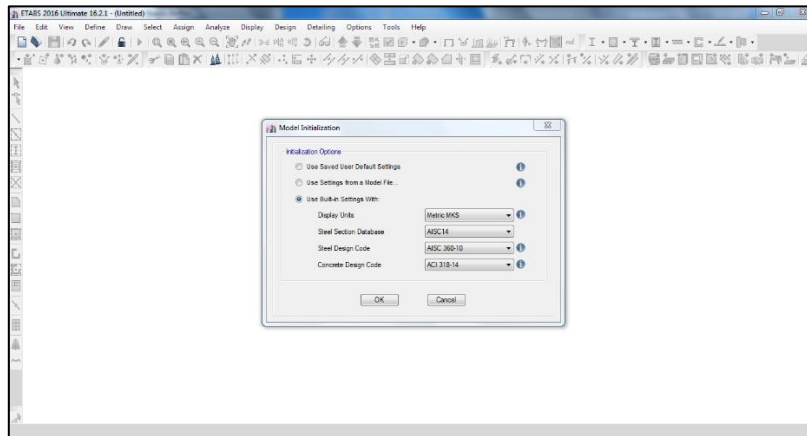 ETABS 2016 Ultimate 16.2.1 - (Untitled)
File Edit View Define Draw Select Assign Analyze Display Design Detailing Options Tools Help
Model Initialization
Initialization Options
Use Saved User Default Settings
Use Settings from a Model File...
Use Built-in Settings With:
Display Units Metric MKS
Steel Section Database AISC14
Steel Design Code AISC 360-10
Concrete Design Code ACI 318-14
OK Cancel